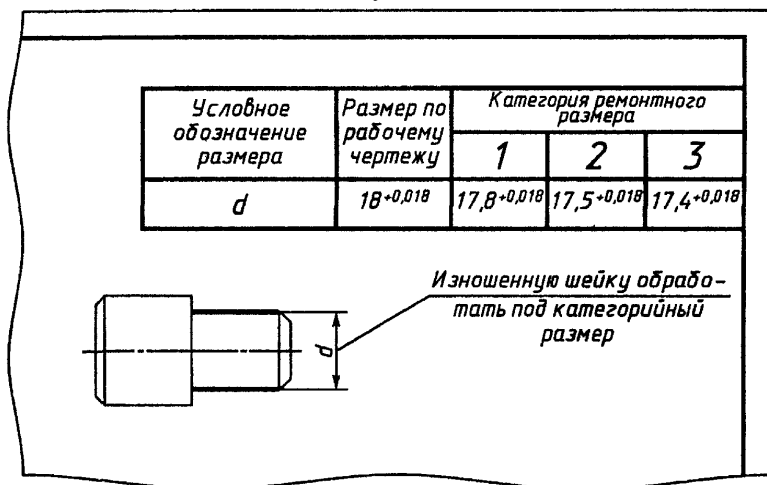 Условное обозначение размера
Размер по рабочему чертежу
Категория ремонтного размера
1 2 3
d 18+0,018 17,8+0,018 17,5+0,018 17,4+0,018
Изношенную шейку обрабо-
тать под категорийный
размер
d